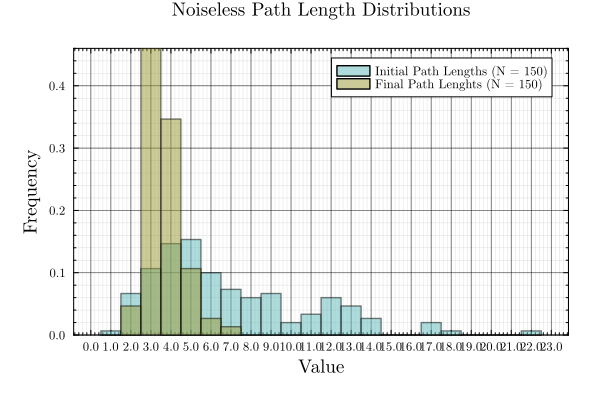 Noiseless Path Length Distributions
Initial Path Lengths (N = 150)
Final Path Lenghts (N = 150)
0.4
0.3
0.2
0.1
0.0
Frequency
0.0 1.0 2.0 3.0 4.0 5.0 6.0 7.0 8.0 9.0 10.0 11.0 12.0 13.0 14.0 15.0 16.0 17.0 18.0 19.0 20.0 21.0 22.0 23.0
Value